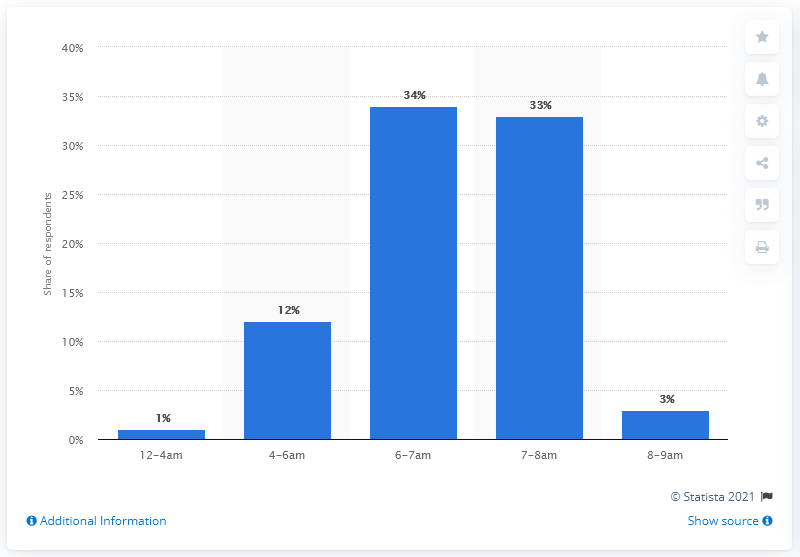 40%
35%
30%
25%
20%
15%
10%
5%
0%
Share of respondents
1%
12%
34%
33%
3%
12–4am
4–6am
6–7am
7–8am
8–9am
© Statista 2021
Additional Information
Show source